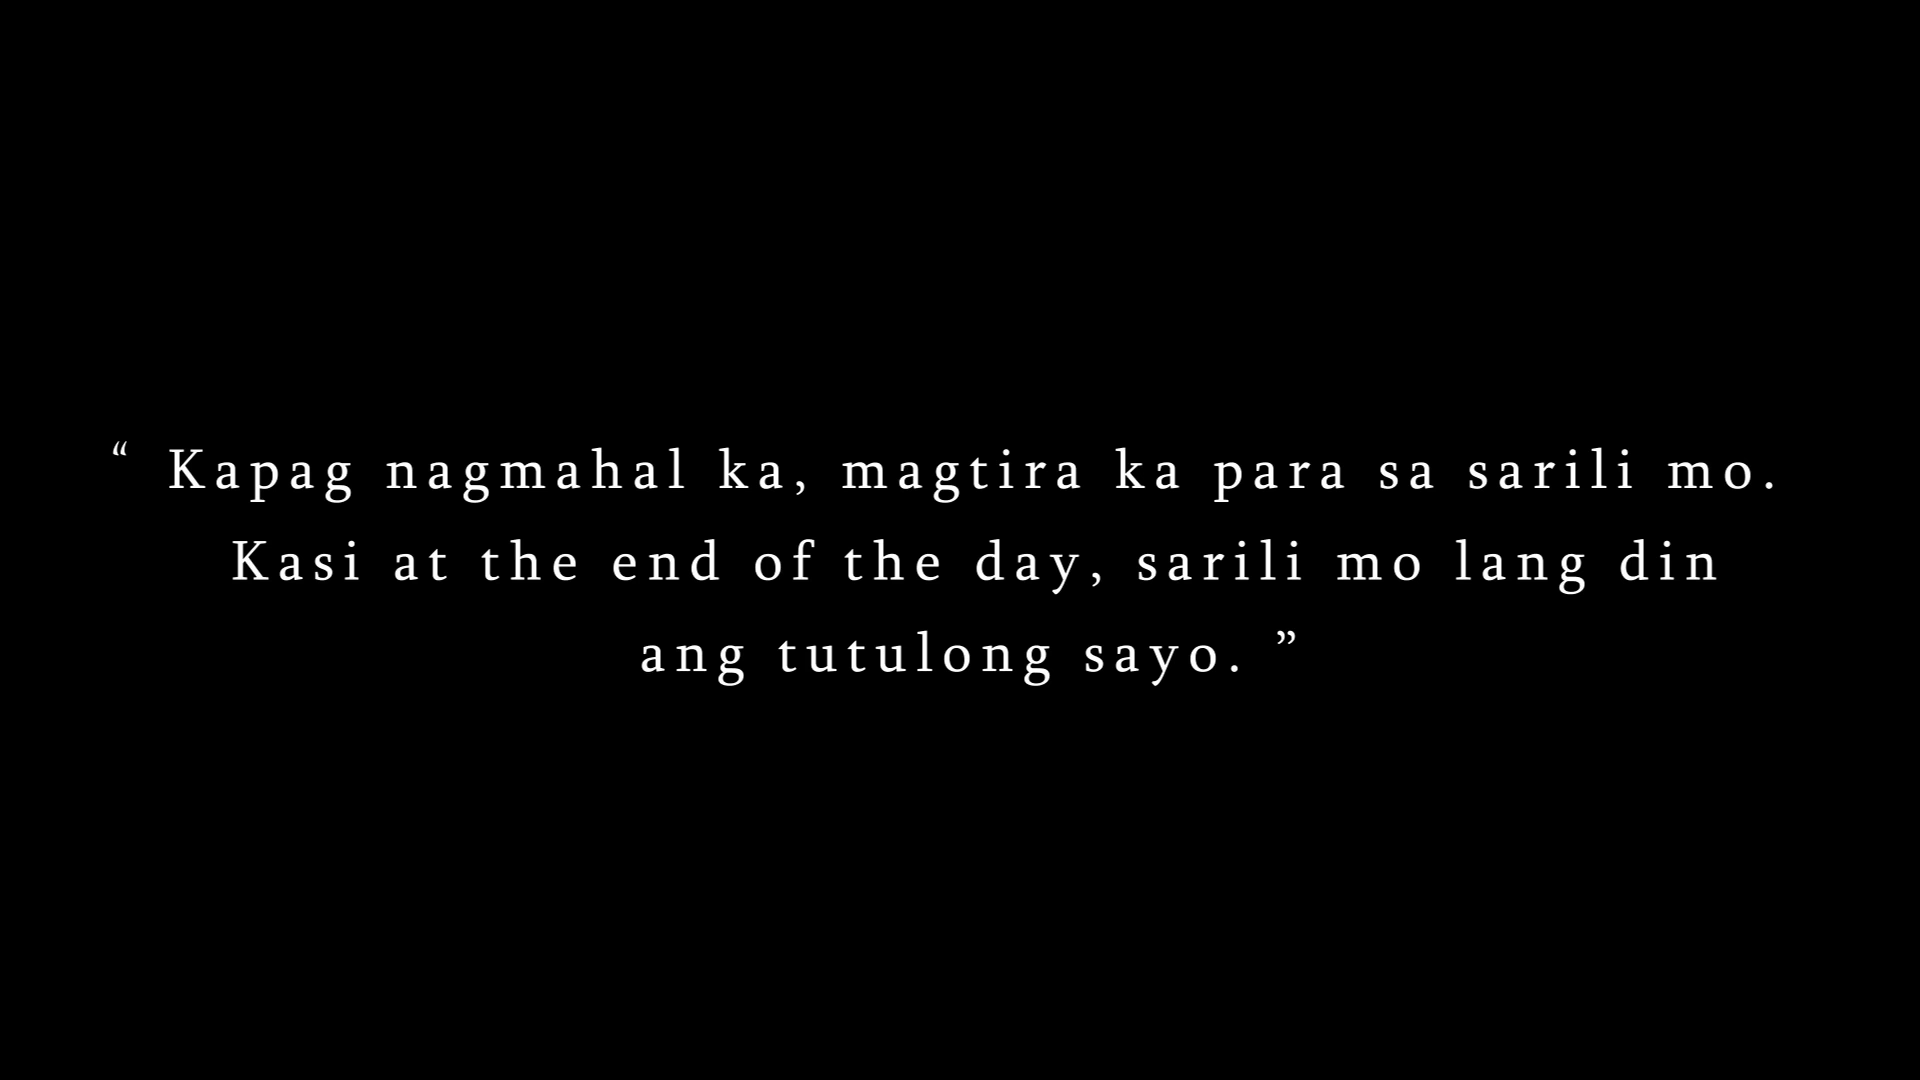 “ Kapag nagmahal ka, magtira ka para sa sarili mo.
Kasi at the end of the day, sarili mo lang din
ang tutulong sayo. ”